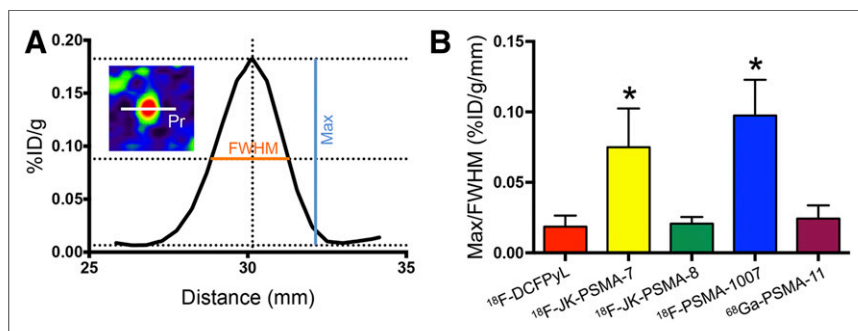 A
%ID/g
0.20
0.15
0.10
0.05
0.00
25
30
35
Distance (mm)
Pr
FWHM
Max
B
Max/FWHM (%ID/g/mm)
0.15
0.10
0.05
0.00
*
*
¹⁸F-DCFPyL
¹⁸F-JK-PSMA-7
¹⁸F-JK-PSMA-8
¹⁸F-PSMA-1007
⁶⁸Ga-PSMA-11